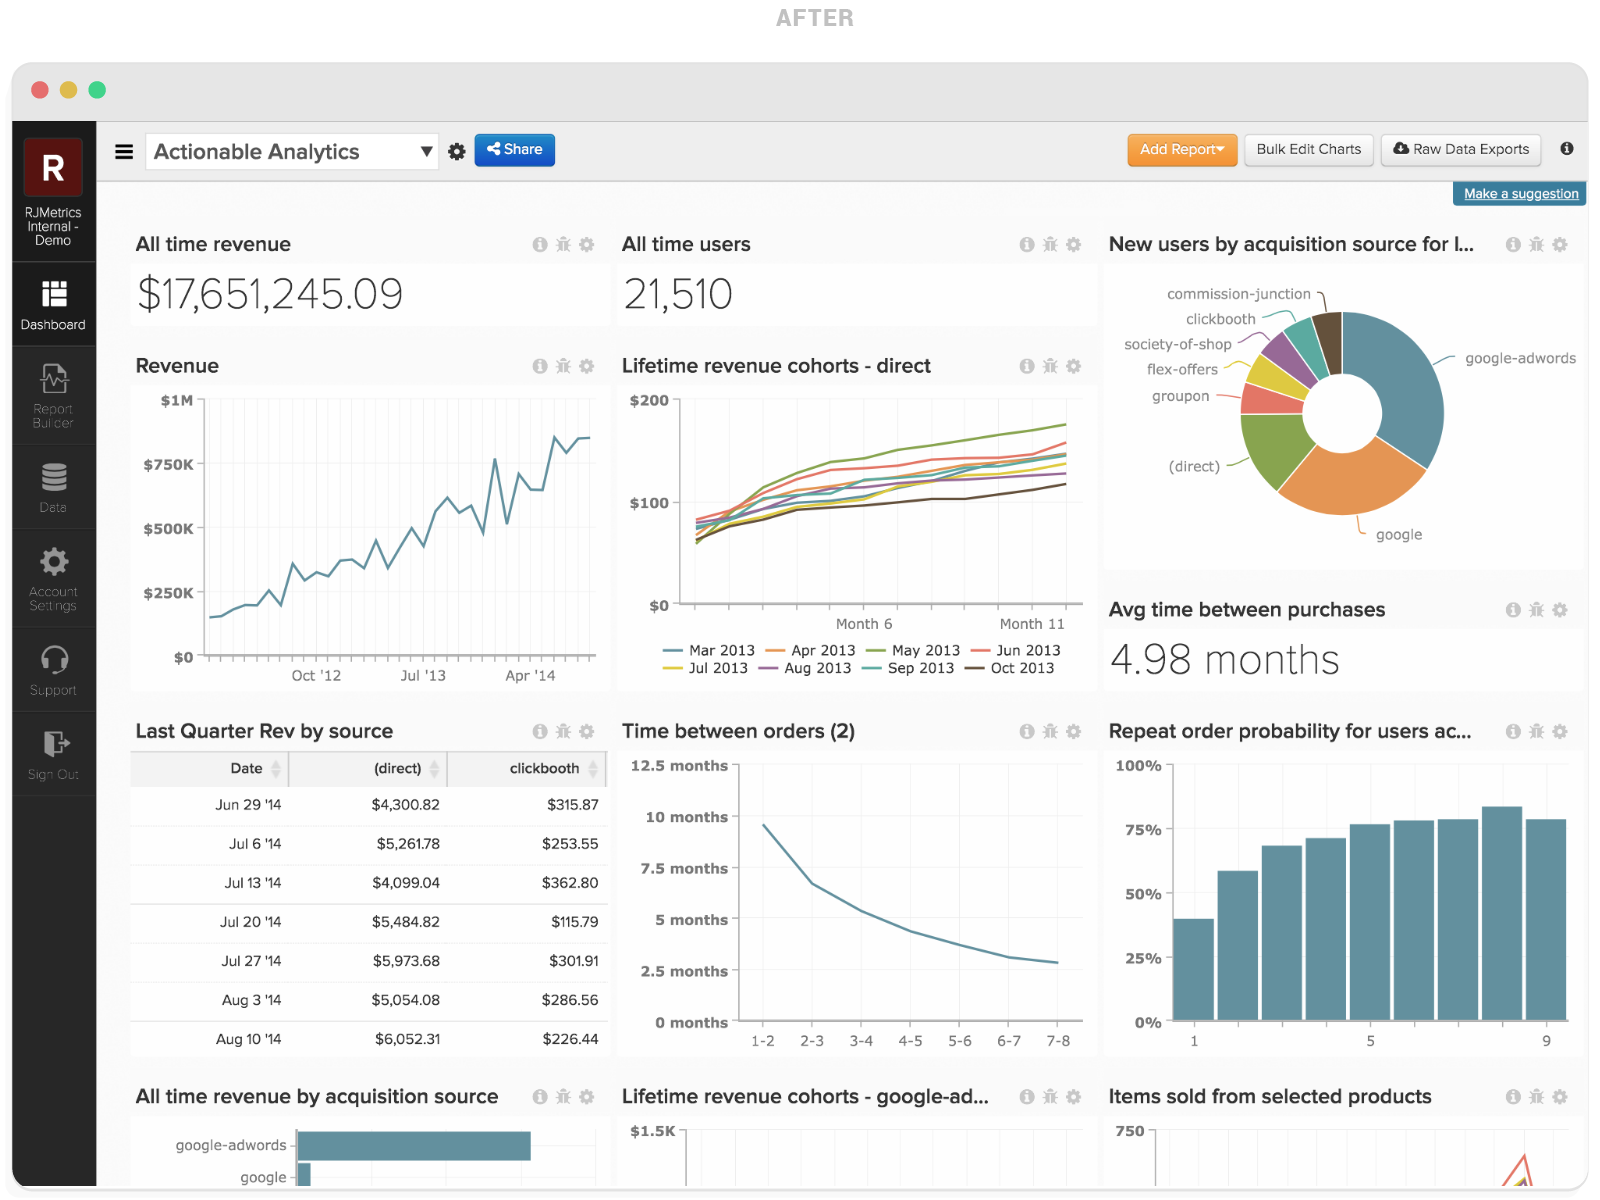 AFTER
R
RJMetrics
Internal -
Demo
Dashboard
Report
Builder
Data
Account
Settings
Support
Sign Out
Actionable Analytics
Share
Add Report
Bulk Edit Charts
Raw Data Exports
Make a suggestion
All time revenue
$17,651,245.09
All time users
21,510
New users by acquisition source for l...
commission-junction
clickbooth
society-of-shop
flex-offers
groupon
(direct)
google-adwords
google
Revenue
$1M
$750K
$500K
$250K
$0
Oct '12 Jul '13 Apr '14
Lifetime revenue cohorts - direct
$200
$100
$0
Month 6 Month 11
Mar 2013 Apr 2013 May 2013 Jun 2013
Jul 2013 Aug 2013 Sep 2013 Oct 2013
Avg time between purchases
4.98 months
Last Quarter Rev by source
Date (direct) clickbooth
Jun 29 '14 $4,300.82 $315.87
Jul 6 '14 $5,261.78 $253.55
Jul 13 '14 $4,099.04 $362.80
Jul 20 '14 $5,484.82 $115.79
Jul 27 '14 $5,973.68 $301.91
Aug 3 '14 $5,054.08 $286.56
Aug 10 '14 $6,052.31 $226.44
Time between orders (2)
12.5 months
10 months
7.5 months
5 months
2.5 months
0 months
1-2 2-3 3-4 4-5 5-6 6-7 7-8
Repeat order probability for users ac...
100%
75%
50%
25%
0%
1 5 9
All time revenue by acquisition source
google-adwords
google
Lifetime revenue cohorts - google-ad...
$1.5K
Items sold from selected products
750